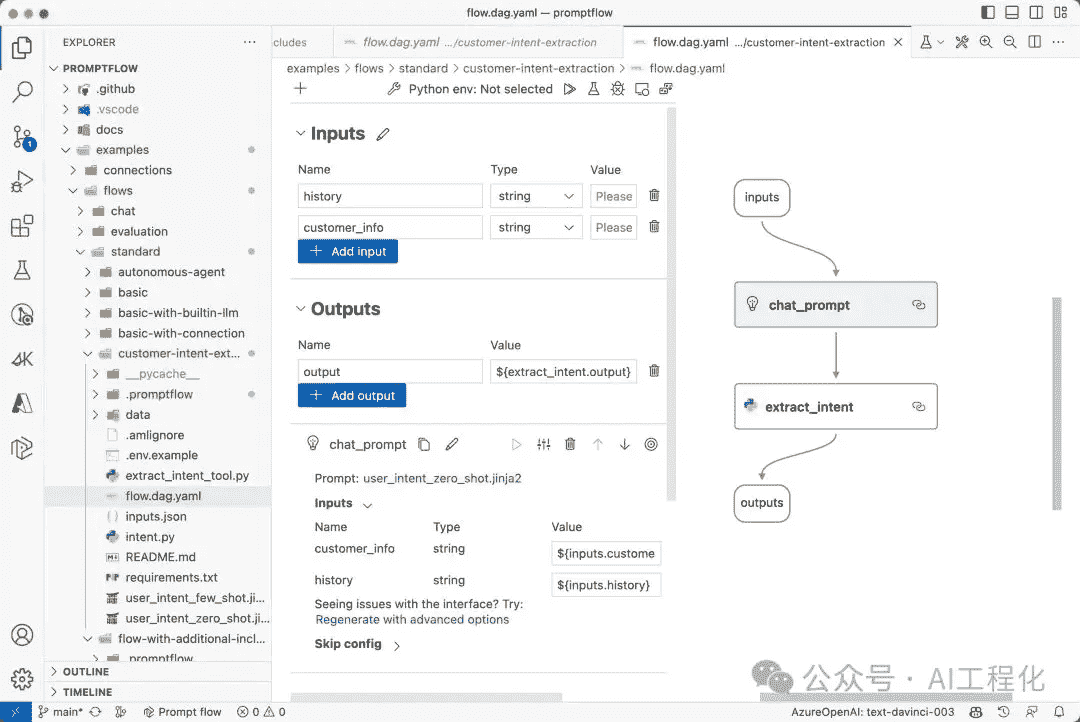 flow.dag.yaml — promptflow
EXPLORER
PROMPTFLOW
.github
.vscode
docs
examples
connections
flows
chat
evaluation
standard
autonomous-agent
basic
basic-with-builtin-llm
basic-with-connection
customer-intent-ext...
__pycache__
.promptflow
data
.amlignore
.env.example
extract_intent_tool.py
flow.dag.yaml
inputs.json
intent.py
README.md
requirements.txt
user_intent_few_shot.ji...
user_intent_zero_shot.ji...
flow-with-additional-incl...
.promptflow
OUTLINE
TIMELINE
1
cludes
flow.dag.yaml .../customer-intent-extraction
flow.dag.yaml .../customer-intent-extraction
examples > flows > standard > customer-intent-extraction > flow.dag.yaml
Python env: Not selected
Inputs
Name Type Value
history string Please
customer_info string Please
+ Add input
Outputs
Name Value
output ${extract_intent.output}
+ Add output
chat_prompt
Prompt: user_intent_zero_shot.jinja2
Inputs
Name Type Value
customer_info string ${inputs.custome
history string ${inputs.history}
Seeing issues with the interface? Try:
Regenerate with advanced options
Skip config
inputs
chat_prompt
extract_intent
outputs
公众号 · AI工程化
main* Prompt flow 0 0 AzureOpenAI: text-davinci-003